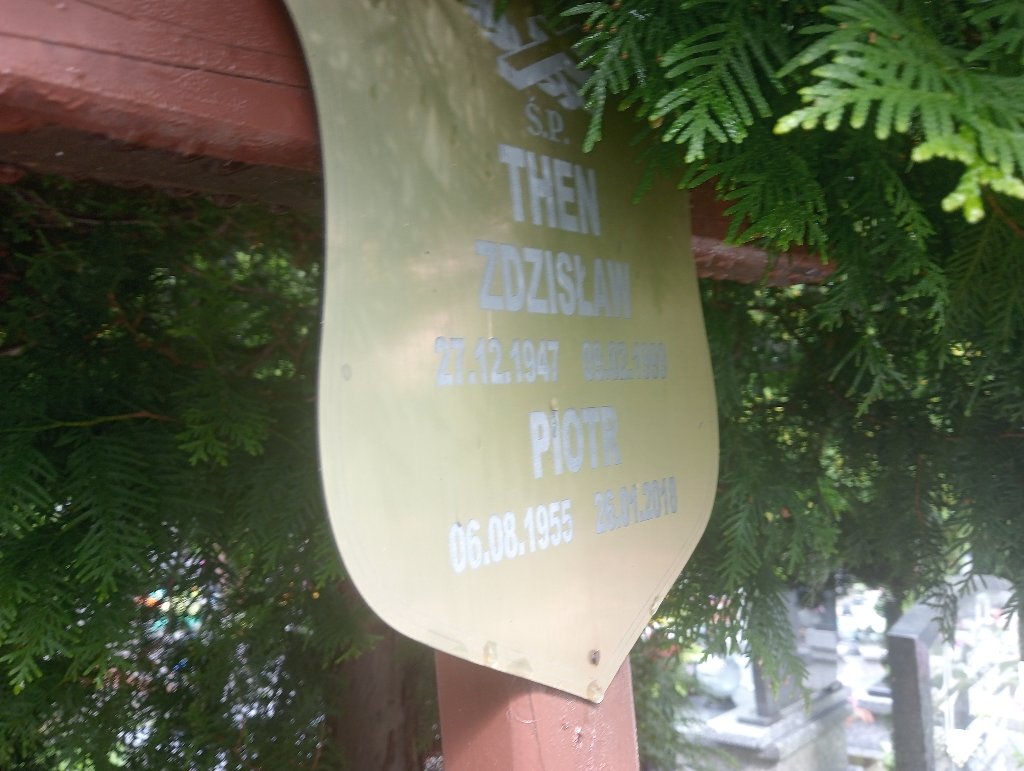 Ś.P.
THEN
ZDZISŁAW
27.12.1947
PIOTR
06.08.1955 26.01.2018